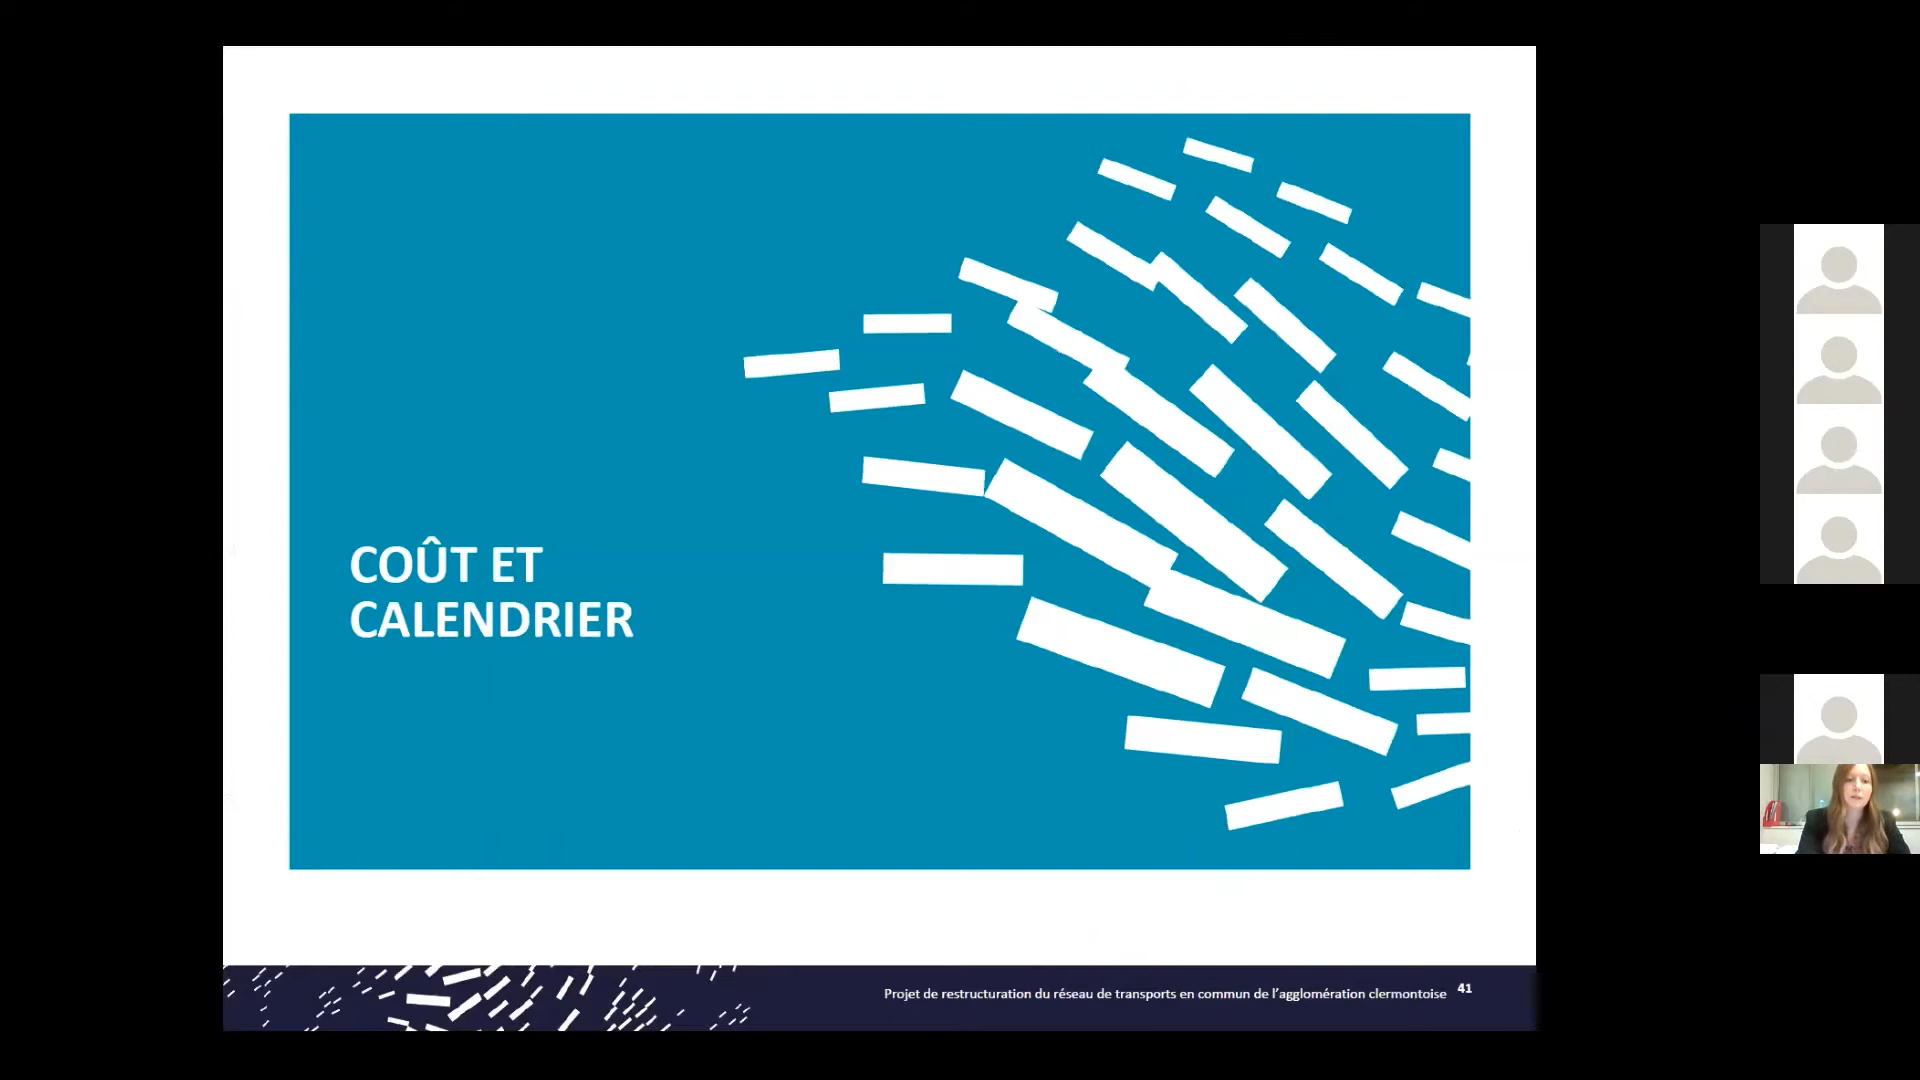 COÛT ET
CALENDRIER
Projet de restructuration du réseau de transports en commun de l’agglomération clermontoise 41